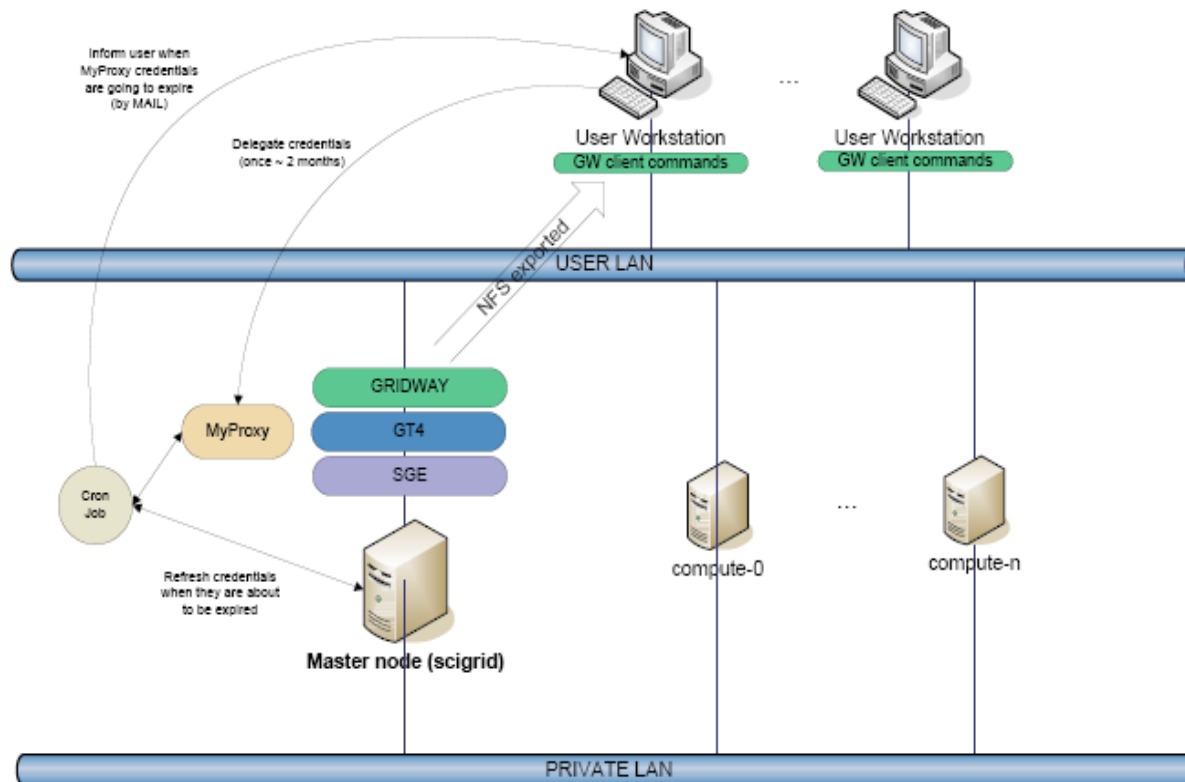 Inform user when
MyProxy credentials
are going to expire
(by MAIL)
Delegate credentials
(once ~ 2 months)
...
User Workstation
User Workstation
GW client commands
GW client commands
NFS exported
USER LAN
GRIDWAY
MyProxy
GT4
SGE
Cron
Job
...
compute-0
compute-n
Refresh credentials
when they are about
to be expired
Master node (scigrid)
PRIVATE LAN